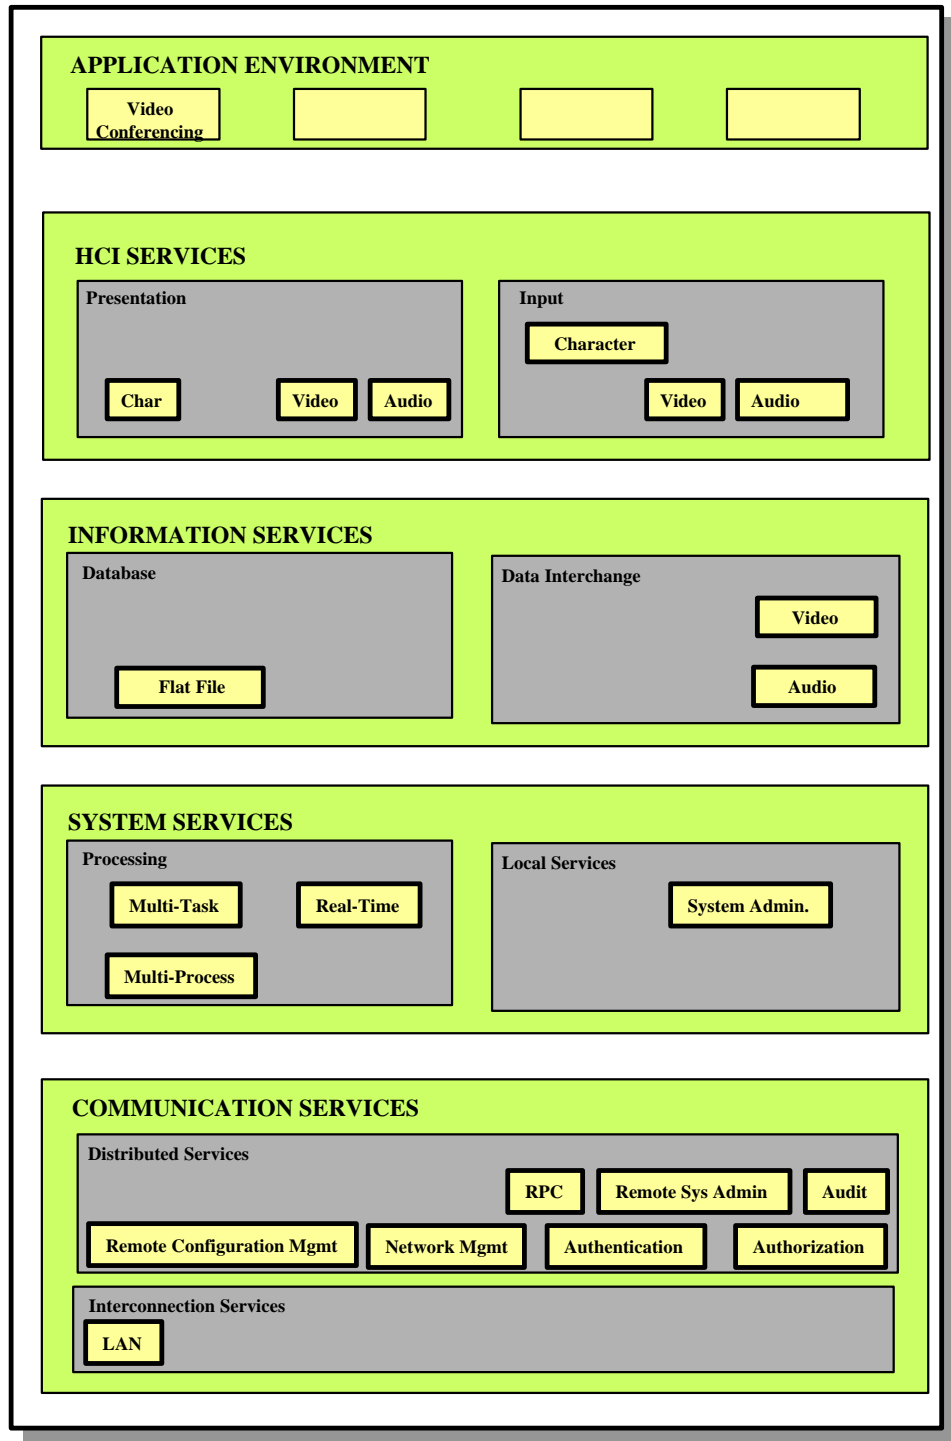 APPLICATION ENVIRONMENT
Video
Conferencing
HCI SERVICES
Presentation
Char
Video
Audio
Input
Character
Video
Audio
INFORMATION SERVICES
Database
Flat File
Data Interchange
Video
Audio
SYSTEM SERVICES
Processing
Multi-Task
Real-Time
Multi-Process
Local Services
System Admin.
COMMUNICATION SERVICES
Distributed Services
RPC
Remote Sys Admin
Audit
Remote Configuration Mgmt
Network Mgmt
Authentication
Authorization
Interconnection Services
LAN